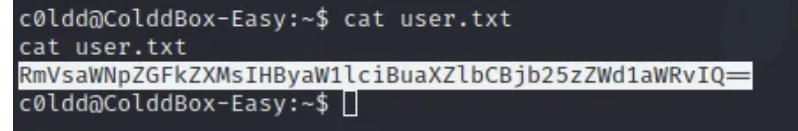 c0ldd@ColddBox-Easy:~$ cat user.txt
cat user.txt
RmVsaWNpZGFkZXMsIHByaW1lciBuaXZlbCBjb25zZWd1aWRvIQ==
c0ldd@ColddBox-Easy:~$